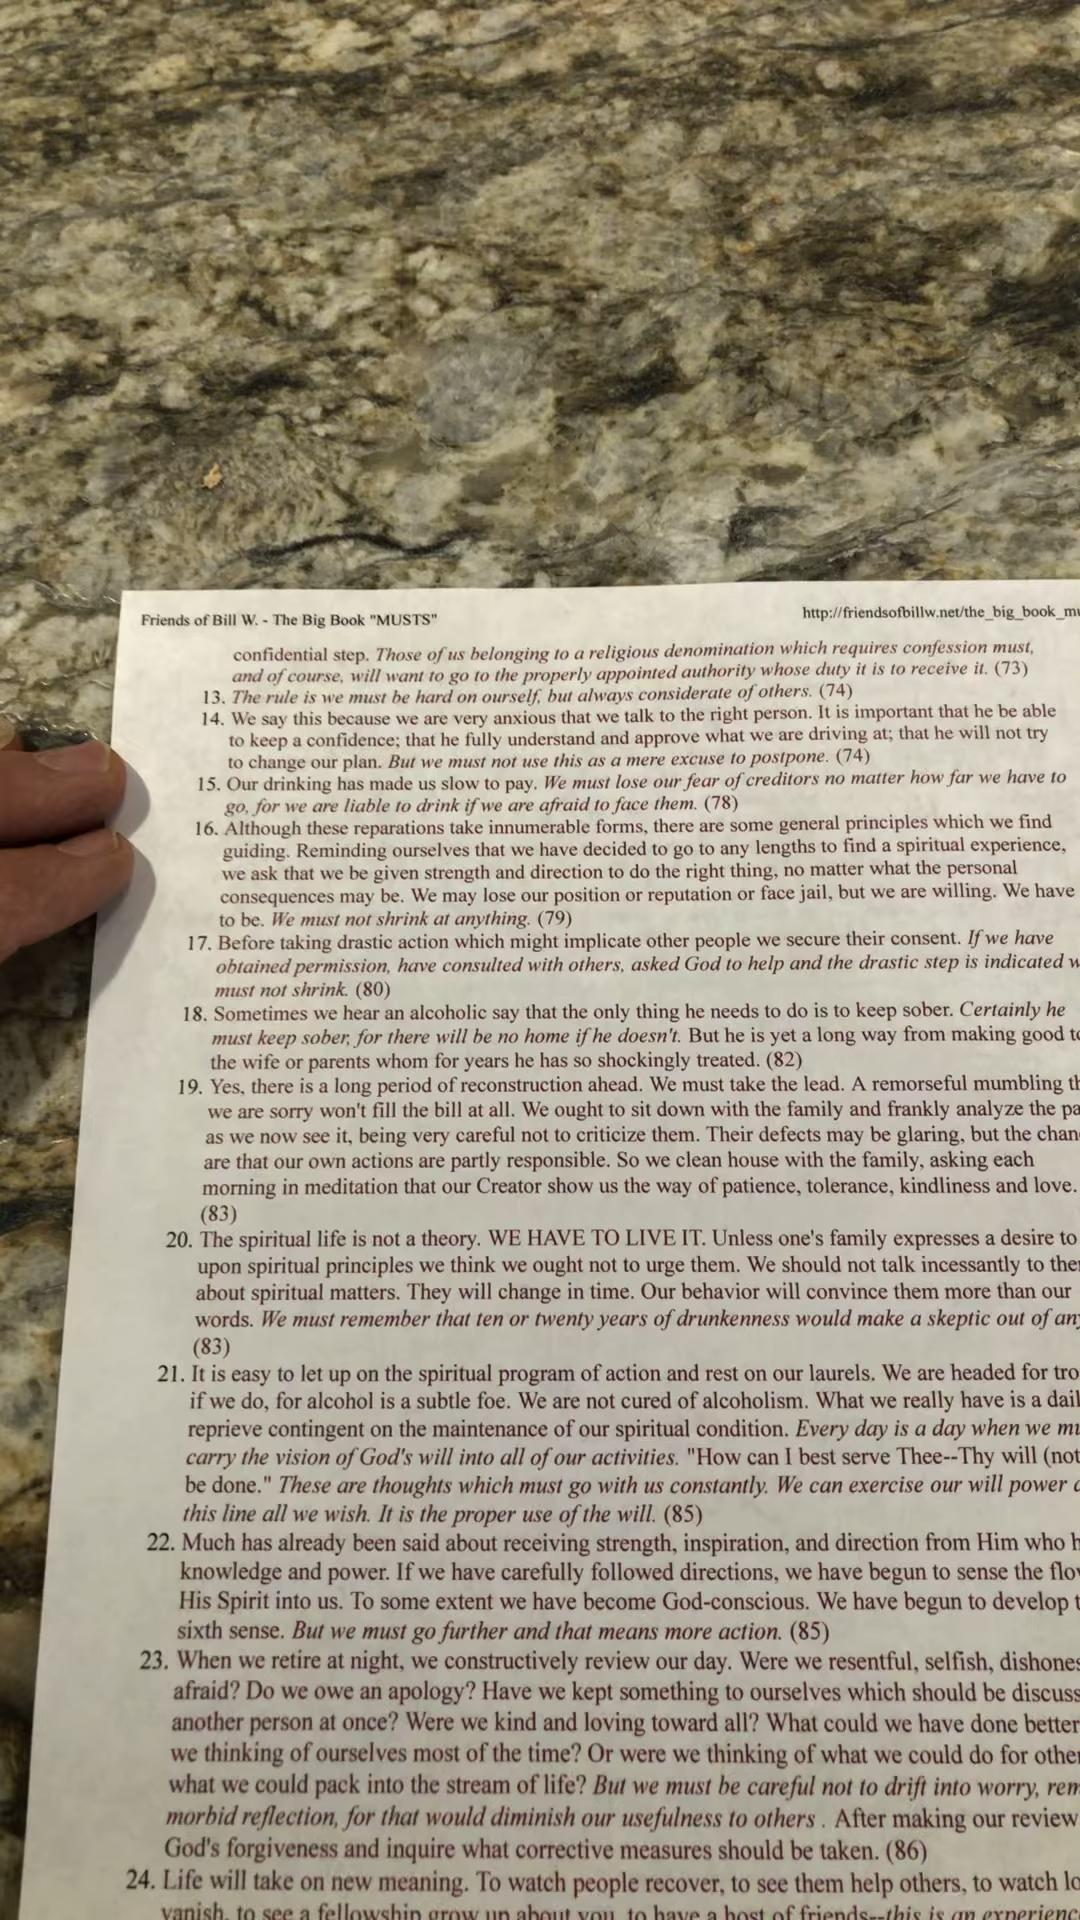 Friends of Bill W. - The Big Book "MUSTS"
http://friendsofbillw.net/the_big_book_mu
confidential step. Those of us belonging to a religious denomination which requires confession must,
and of course, will want to go to the properly appointed authority whose duty it is to receive it. (73)
13. The rule is we must be hard on ourself, but always considerate of others. (74)
14. We say this because we are very anxious that we talk to the right person. It is important that he be able
to keep a confidence; that he fully understand and approve what we are driving at; that he will not try
to change our plan. But we must not use this as a mere excuse to postpone. (74)
15. Our drinking has made us slow to pay. We must lose our fear of creditors no matter how far we have to
go, for we are liable to drink if we are afraid to face them. (78)
16. Although these reparations take innumerable forms, there are some general principles which we find
guiding. Reminding ourselves that we have decided to go to any lengths to find a spiritual experience,
we ask that we be given strength and direction to do the right thing, no matter what the personal
consequences may be. We may lose our position or reputation or face jail, but we are willing. We have
to be. We must not shrink at anything. (79)
17. Before taking drastic action which might implicate other people we secure their consent. If we have
obtained permission, have consulted with others, asked God to help and the drastic step is indicated w
must not shrink. (80)
18. Sometimes we hear an alcoholic say that the only thing he needs to do is to keep sober. Certainly he
must keep sober, for there will be no home if he doesn't. But he is yet a long way from making good to
the wife or parents whom for years he has so shockingly treated. (82)
19. Yes, there is a long period of reconstruction ahead. We must take the lead. A remorseful mumbling th
we are sorry won't fill the bill at all. We ought to sit down with the family and frankly analyze the pa
as we now see it, being very careful not to criticize them. Their defects may be glaring, but the chan
are that our own actions are partly responsible. So we clean house with the family, asking each
morning in meditation that our Creator show us the way of patience, tolerance, kindliness and love.
(83)
20. The spiritual life is not a theory. WE HAVE TO LIVE IT. Unless one's family expresses a desire to
upon spiritual principles we think we ought not to urge them. We should not talk incessantly to the
about spiritual matters. They will change in time. Our behavior will convince them more than our
words. We must remember that ten or twenty years of drunkenness would make a skeptic out of any
(83)
21. It is easy to let up on the spiritual program of action and rest on our laurels. We are headed for tro
if we do, for alcohol is a subtle foe. We are not cured of alcoholism. What we really have is a dail
reprieve contingent on the maintenance of our spiritual condition. Every day is a day when we mu
carry the vision of God's will into all of our activities. "How can I best serve Thee--Thy will (not
be done." These are thoughts which must go with us constantly. We can exercise our will power
this line all we wish. It is the proper use of the will. (85)
22. Much has already been said about receiving strength, inspiration, and direction from Him who h
knowledge and power. If we have carefully followed directions, we have begun to sense the flo
His Spirit into us. To some extent we have become God-conscious. We have begun to develop t
sixth sense. But we must go further and that means more action. (85)
23. When we retire at night, we constructively review our day. Were we resentful, selfish, dishones
afraid? Do we owe an apology? Have we kept something to ourselves which should be discuss
another person at once? Were we kind and loving toward all? What could we have done better
we thinking of ourselves most of the time? Or were we thinking of what we could do for othe
what we could pack into the stream of life? But we must be careful not to drift into worry, rem
morbid reflection, for that would diminish our usefulness to others . After making our review
God's forgiveness and inquire what corrective measures should be taken. (86)
24. Life will take on new meaning. To watch people recover, to see them help others, to watch lo
vanish, to see a fellowship grow up about you, to have a host of friends--this is an experienc